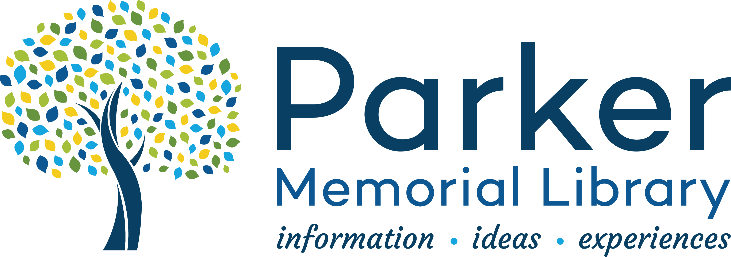 Parker
Memorial Library
information • ideas • experiences